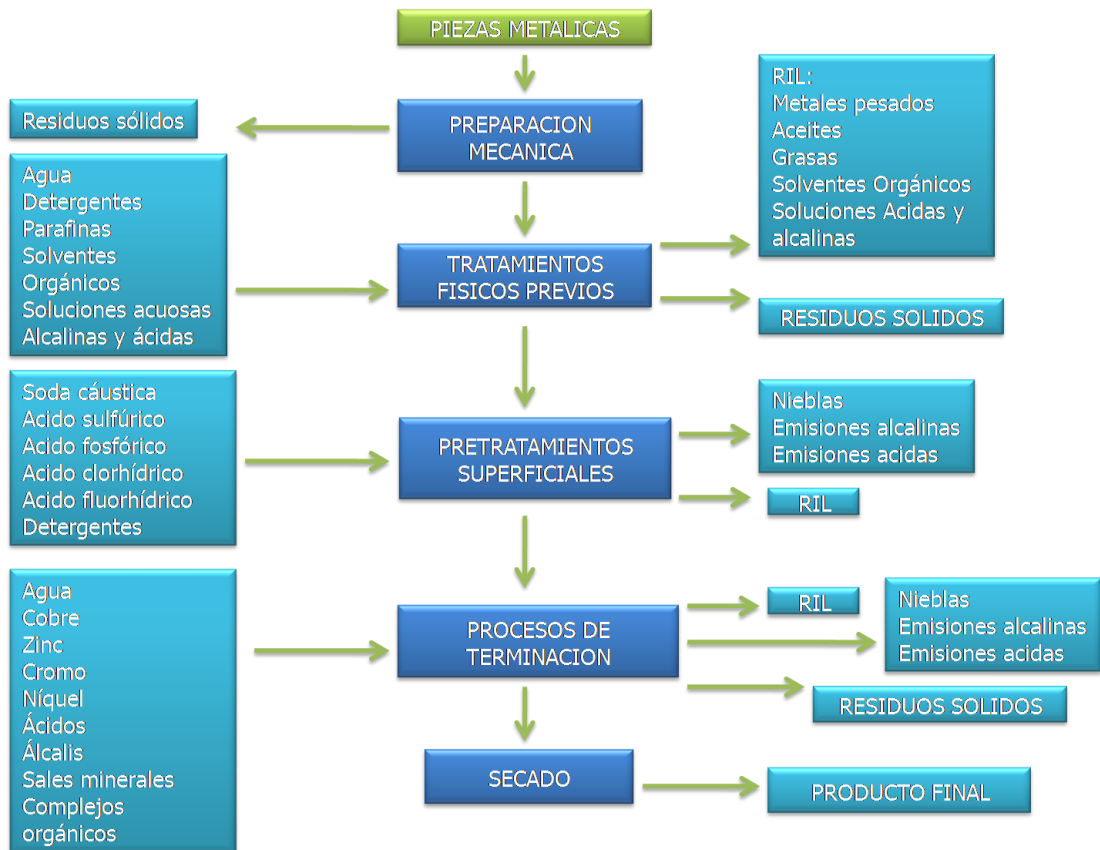 PIEZAS METALICAS
RIL:
Metales pesados
Aceites
Grasas
Solventes Orgánicos
Soluciones Acidas y
alcalinas
Residuos sólidos
PREPARACION
MECANICA
Agua
Detergentes
Parafinas
Solventes
Orgánicos
Soluciones acuosas
Alcalinas y ácidas
TRATAMIENTOS
FISICOS PREVIOS
RESIDUOS SOLIDOS
Soda cáustica
Acido sulfúrico
Acido fosfórico
Acido clorhídrico
Acido fluorhídrico
Detergentes
PRETRATAMIENTOS
SUPERFICIALES
Nieblas
Emisiones alcalinas
Emisiones acidas
RIL
Agua
Cobre
Zinc
Cromo
Níquel
Ácidos
Álcalis
Sales minerales
Complejos
orgánicos
PROCESOS DE
TERMINACION
RIL
Nieblas
Emisiones alcalinas
Emisiones acidas
RESIDUOS SOLIDOS
SECADO
PRODUCTO FINAL